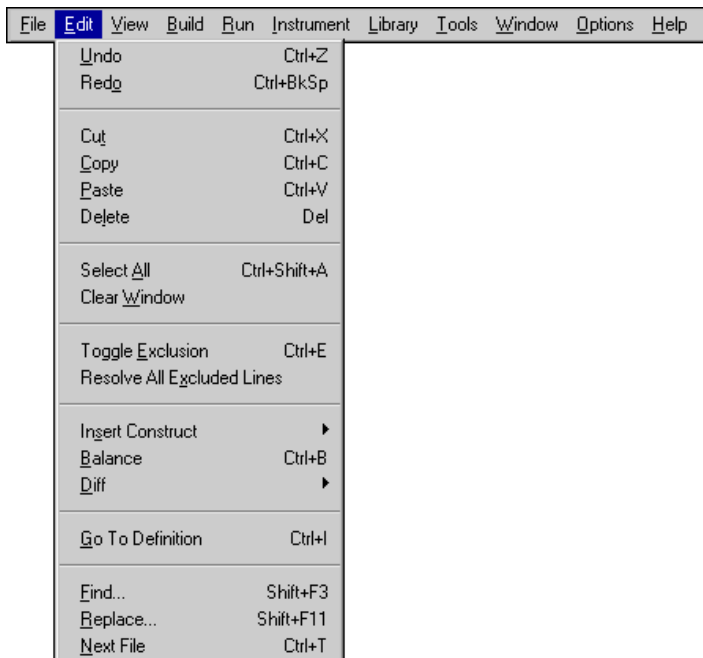 File Edit View Build Run Instrument Library Tools Window Options Help
Undo Ctrl+Z
Redo Ctrl+BkSp
Cut Ctrl+X
Copy Ctrl+C
Paste Ctrl+V
Delete Del
Select All Ctrl+Shift+A
Clear Window
Toggle Exclusion Ctrl+E
Resolve All Excluded Lines
Insert Construct
Balance Ctrl+B
Diff
Go To Definition Ctrl+I
Find... Shift+F3
Replace... Shift+F11
Next File Ctrl+T